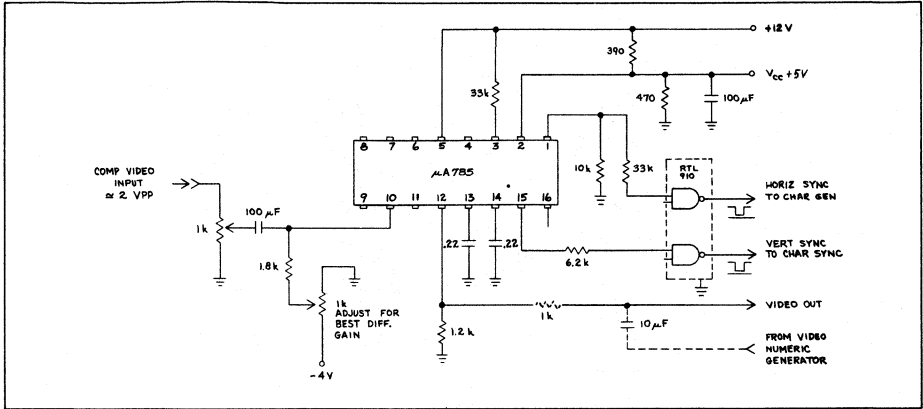 +12V
390
Vcc +5V
33k
470
100µF
8 7 6 5 4 3 2 1
µA785
9 10 11 12 13 14 15 16
10k
33k
RTL
910
COMP VIDEO
INPUT
≃ 2 VPP
1k
100 µF
1.8k
1k
ADJUST FOR
BEST DIFF.
GAIN
-4V
.22
.22
6.2k
HORIZ SYNC
TO CHAR GEN
VERT SYNC
TO CHAR SYNC
1k
VIDEO OUT
1.2k
10µF
FROM VIDEO
NUMERIC
GENERATOR